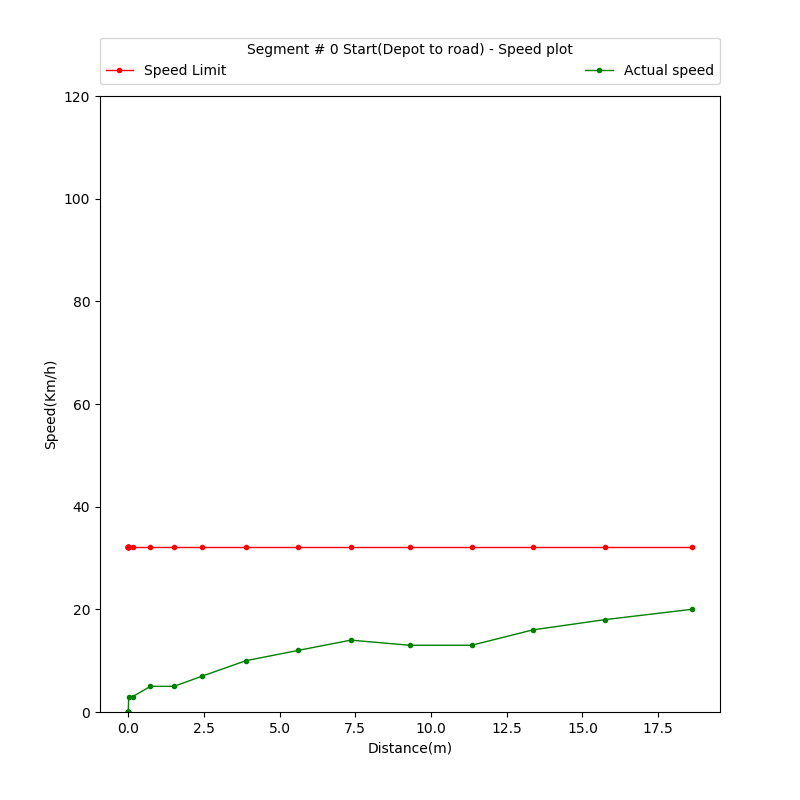 Segment # 0 Start(Depot to road) - Speed plot
Speed Limit
Actual speed
120
100
80
60
40
20
0
Speed(Km/h)
0.0 2.5 5.0 7.5 10.0 12.5 15.0 17.5
Distance(m)